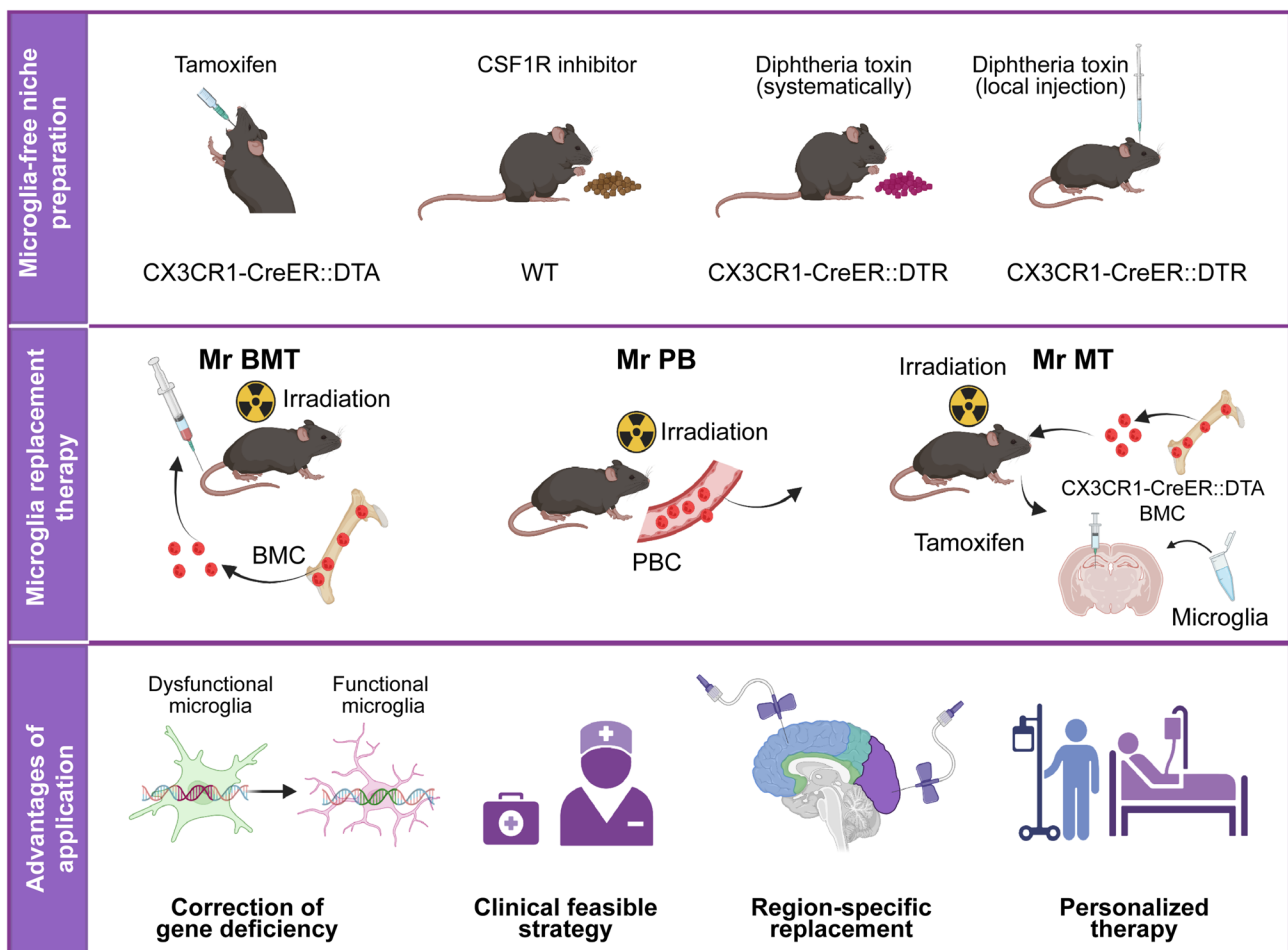 Microglia-free niche
preparation
Tamoxifen
CSF1R inhibitor
Diphtheria toxin
(systematically)
Diphtheria toxin
(local injection)
CX3CR1-CreER::DTA
WT
CX3CR1-CreER::DTR
CX3CR1-CreER::DTR
Microglia replacement
therapy
Mr BMT
Irradiation
BMC
Mr PB
Irradiation
PBC
Mr MT
Irradiation
CX3CR1-CreER::DTA
BMC
Tamoxifen
Microglia
Advantages of
application
Dysfunctional
microglia
Functional
microglia
Correction of
gene deficiency
Clinical feasible
strategy
Region-specific
replacement
Personalized
therapy